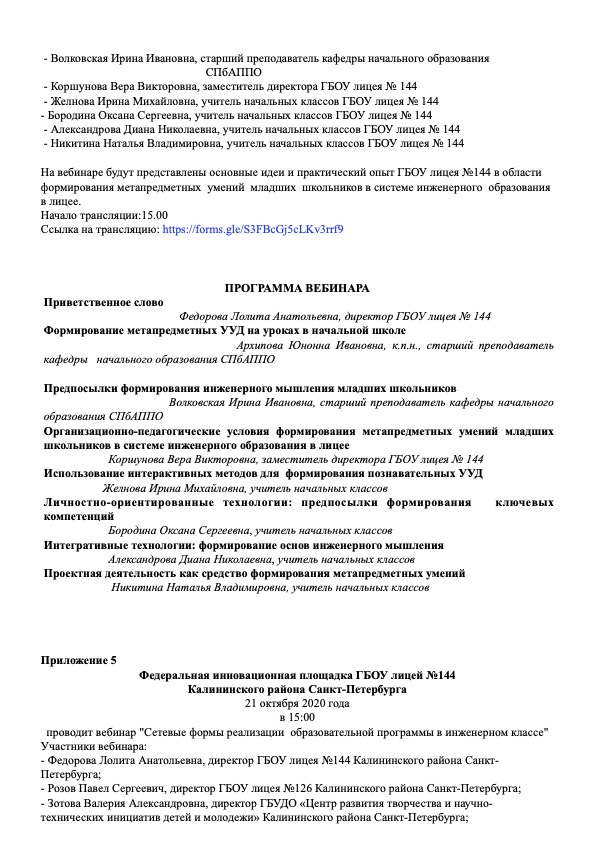 - Волковская Ирина Ивановна, старший преподаватель кафедры начального образования
СПбАППО
- Коршунова Вера Викторовна, заместитель директора ГБОУ лицея № 144
- Желнова Ирина Михайловна, учитель начальных классов ГБОУ лицея № 144
- Бородина Оксана Сергеевна, учитель начальных классов ГБОУ лицея № 144
- Александрова Диана Николаевна, учитель начальных классов ГБОУ лицея № 144
- Никитина Наталья Владимировна, учитель начальных классов ГБОУ лицея № 144
На вебинаре будут представлены основные идеи и практический опыт ГБОУ лицея №144 в области
формирования метапредметных умений младших школьников в системе инженерного образования
в лицее.
Начало трансляции:15.00
Ссылка на трансляцию: https://forms.gle/S3FBcGj5cLKv3rrf9
ПРОГРАММА ВЕБИНАРА
Приветственное слово
Федорова Лолита Анатольевна, директор ГБОУ лицея № 144
Формирование метапредметных УУД на уроках в начальной школе
Архипова Юнонна Ивановна, к.п.н., старший преподаватель
кафедры начального образования СПбАППО
Предпосылки формирования инженерного мышления младших школьников
Волковская Ирина Ивановна, старший преподаватель кафедры начального
образования СПбАППО
Организационно-педагогические условия формирования метапредметных умений младших
школьников в системе инженерного образования в лицее
Коршунова Вера Викторовна, заместитель директора ГБОУ лицея № 144
Использование интерактивных методов для формирования познавательных УУД
Желнова Ирина Михайловна, учитель начальных классов
Личностно-ориентированные технологии: предпосылки формирования ключевых
компетенций
Бородина Оксана Сергеевна, учитель начальных классов
Интегративные технологии: формирование основ инженерного мышления
Александрова Диана Николаевна, учитель начальных классов
Проектная деятельность как средство формирования метапредметных умений
Никитина Наталья Владимировна, учитель начальных классов
Приложение 5
Федеральная инновационная площадка ГБОУ лицей №144
Калининского района Санкт-Петербурга
21 октября 2020 года
в 15:00
проводит вебинар "Сетевые формы реализации образовательной программы в инженерном классе"
Участники вебинара:
- Федорова Лолита Анатольевна, директор ГБОУ лицея №144 Калининского района Санкт-
Петербурга;
- Розов Павел Сергеевич, директор ГБОУ лицея №126 Калининского района Санкт-Петербурга;
- Зотова Валерия Александровна, директор ГБУДО «Центр развития творчества и научно-
технических инициатив детей и молодежи» Калининского района Санкт-Петербурга;